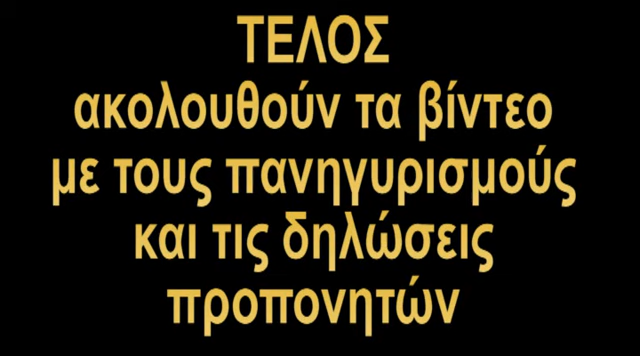 ΤΕΛΟΣ
ακολουθούν τα βίντεο
με τους πανηγυρισμούς
και τις δηλώσεις
προπονητών